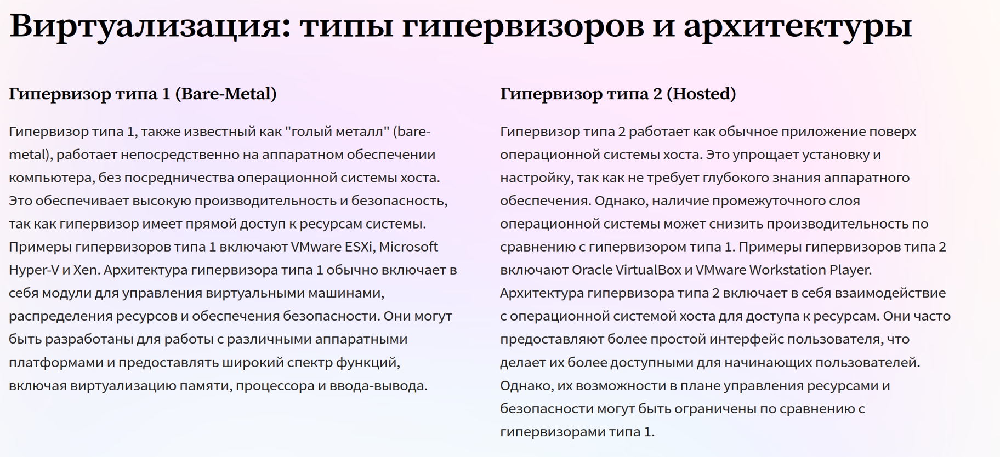 Виртуализация: типы гипервизоров и архитектуры
Гипервизор типа 1 (Bare-Metal)
Гипервизор типа 1, также известный как "голый металл" (bare-
metal), работает непосредственно на аппаратном обеспечении
компьютера, без посредничества операционной системы хоста.
Это обеспечивает высокую производительность и безопасность,
так как гипервизор имеет прямой доступ к ресурсам системы.
Примеры гипервизоров типа 1 включают VMware ESXi, Microsoft
Hyper-V и Xen. Архитектура гипервизора типа 1 обычно включает в
себя модули для управления виртуальными машинами,
распределения ресурсов и обеспечения безопасности. Они могут
быть разработаны для работы с различными аппаратными
платформами и предоставлять широкий спектр функций,
включая виртуализацию памяти, процессора и ввода-вывода.
Гипервизор типа 2 (Hosted)
Гипервизор типа 2 работает как обычное приложение поверх
операционной системы хоста. Это упрощает установку и
настройку, так как не требует глубокого знания аппаратного
обеспечения. Однако, наличие промежуточного слоя
операционной системы может снизить производительность по
сравнению с гипервизором типа 1. Примеры гипервизоров типа 2
включают Oracle VirtualBox и VMware Workstation Player.
Архитектура гипервизора типа 2 включает в себя взаимодействие
с операционной системой хоста для доступа к ресурсам. Они часто
предоставляют более простой интерфейс пользователя, что
делает их более доступными для начинающих пользователей.
Однако, их возможности в плане управления ресурсами и
безопасности могут быть ограничены по сравнению с
гипервизорами типа 1.